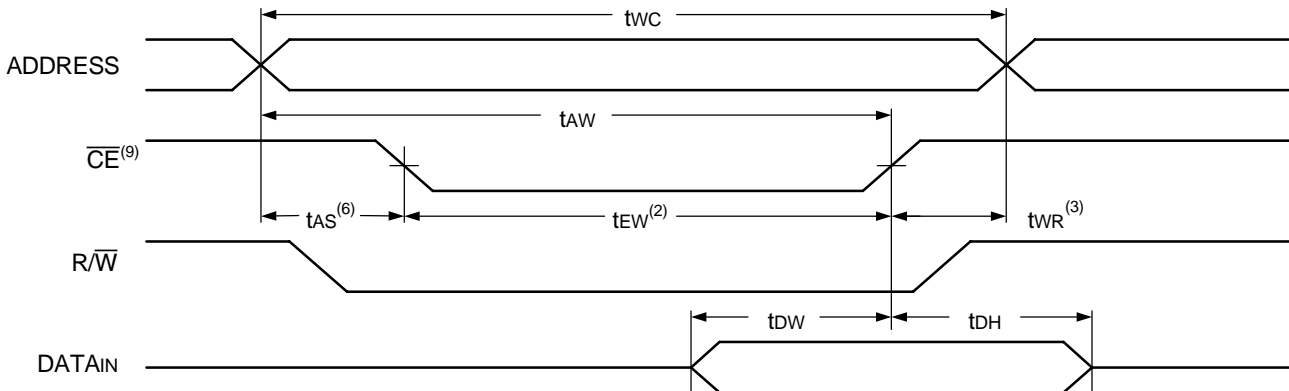 tWC
ADDRESS
tAW
CE(9)
tAS(6) tEW(2) tWR(3)
R/W
tDW tDH
DATAIN